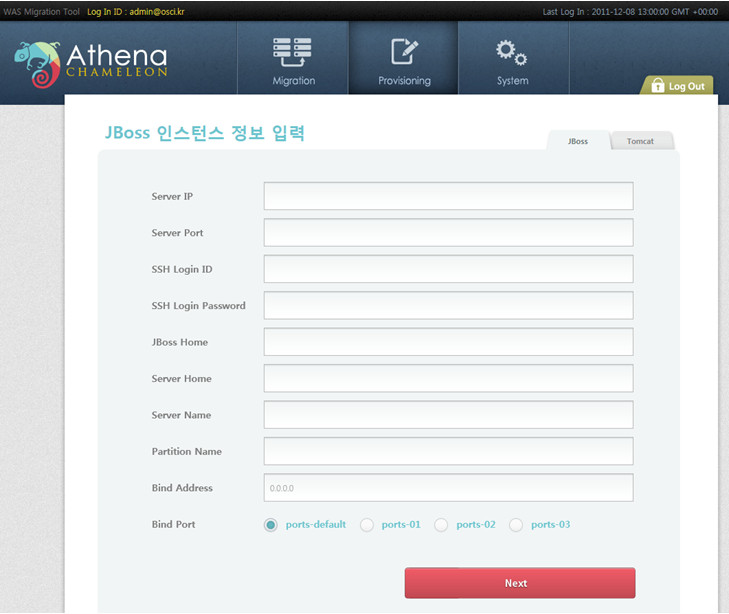 WAS Migration Tool Log In ID : admin@osci.kr Last Log In : 2011-12-08 13:00:00 GMT +00:00
Athena
CHAMELEON
Migration Provisioning System
Log Out
JBoss 인스턴스 정보 입력
JBoss Tomcat
Server IP
Server Port
SSH Login ID
SSH Login Password
JBoss Home
Server Home
Server Name
Partition Name
Bind Address 0.0.0.0
Bind Port ports-default ports-01 ports-02 ports-03
Next